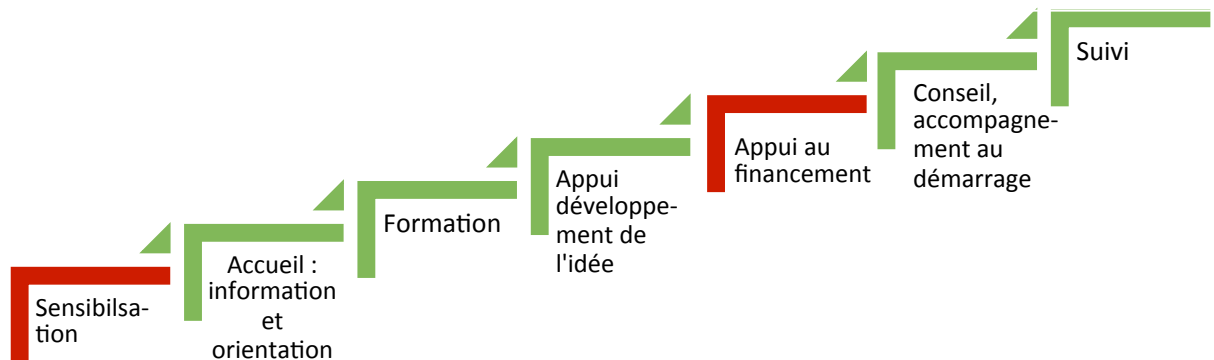 Sensibilsa-
tion
Accueil :
information
et
orientation
Formation
Appui
développe-
ment de
l'idée
Appui au
financement
Conseil,
accompagne-
ment au
démarrage
Suivi